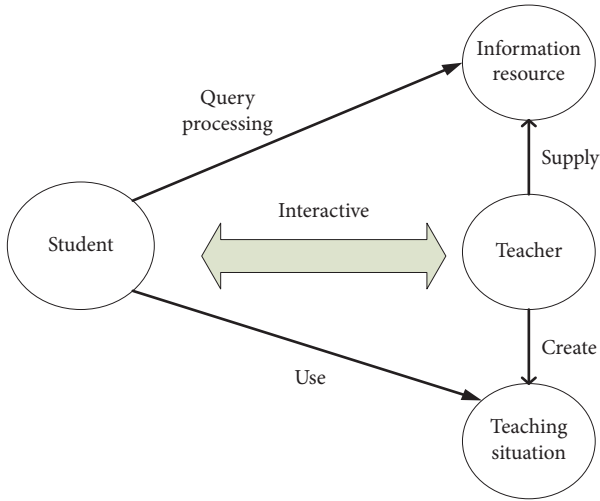 Information
resource
Query
processing
Supply
Interactive
Student
Teacher
Create
Use
Teaching
situation